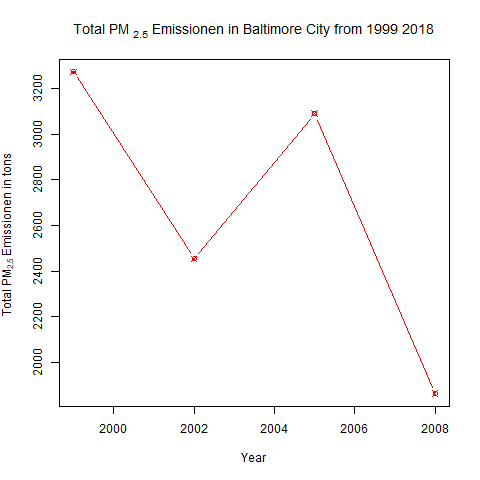 Total PM 2.5 Emissionen in Baltimore City from 1999 2018
Total PM2.5 Emissionen in tons
3200
3000
2800
2600
2400
2200
2000
2000 2002 2004 2006 2008
Year